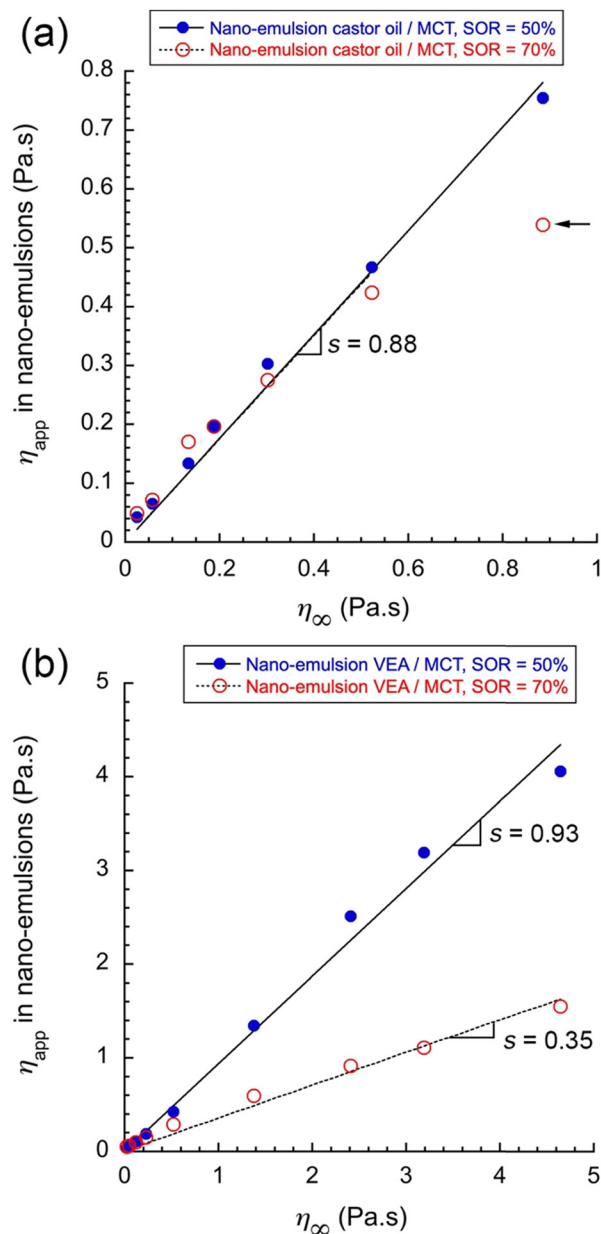 (a)
Nano-emulsion castor oil / MCT, SOR = 50%
Nano-emulsion castor oil / MCT, SOR = 70%
0.8
0.7
0.6
0.5
0.4
0.3
0.2
0.1
0
η_app in nano-emulsions (Pa.s)
s = 0.88
0 0.2 0.4 0.6 0.8 1
η∞ (Pa.s)
(b)
Nano-emulsion VEA / MCT, SOR = 50%
Nano-emulsion VEA / MCT, SOR = 70%
5
4
3
2
1
0
η_app in nano-emulsions (Pa.s)
s = 0.93
s = 0.35
0 1 2 3 4 5
η∞ (Pa.s)